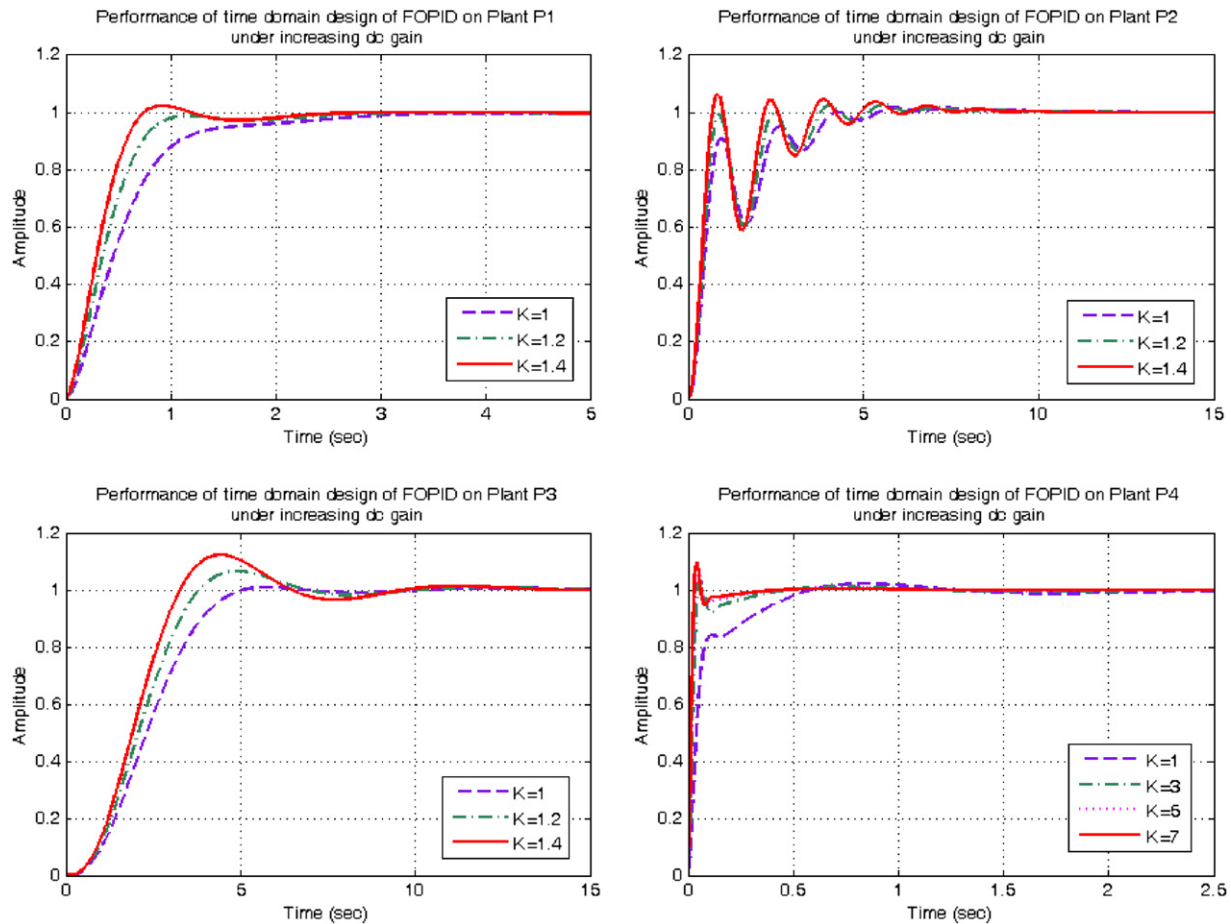 Performance of time domain design of FOPID on Plant P1
under increasing dc gain
1.2
1
0.8
0.6
0.4
0.2
0
Amplitude
0 1 2 3 4 5
Time (sec)
K=1
K=1.2
K=1.4
Performance of time domain design of FOPID on Plant P2
under increasing dc gain
1.2
1
0.8
0.6
0.4
0.2
0
Amplitude
0 5 10 15
Time (sec)
K=1
K=1.2
K=1.4
Performance of time domain design of FOPID on Plant P3
under increasing dc gain
1.2
1
0.8
0.6
0.4
0.2
0
Amplitude
0 5 10 15
Time (sec)
K=1
K=1.2
K=1.4
Performance of time domain design of FOPID on Plant P4
under increasing dc gain
1.2
1
0.8
0.6
0.4
0.2
0
Amplitude
0 0.5 1 1.5 2 2.5
Time (sec)
K=1
K=3
K=5
K=7